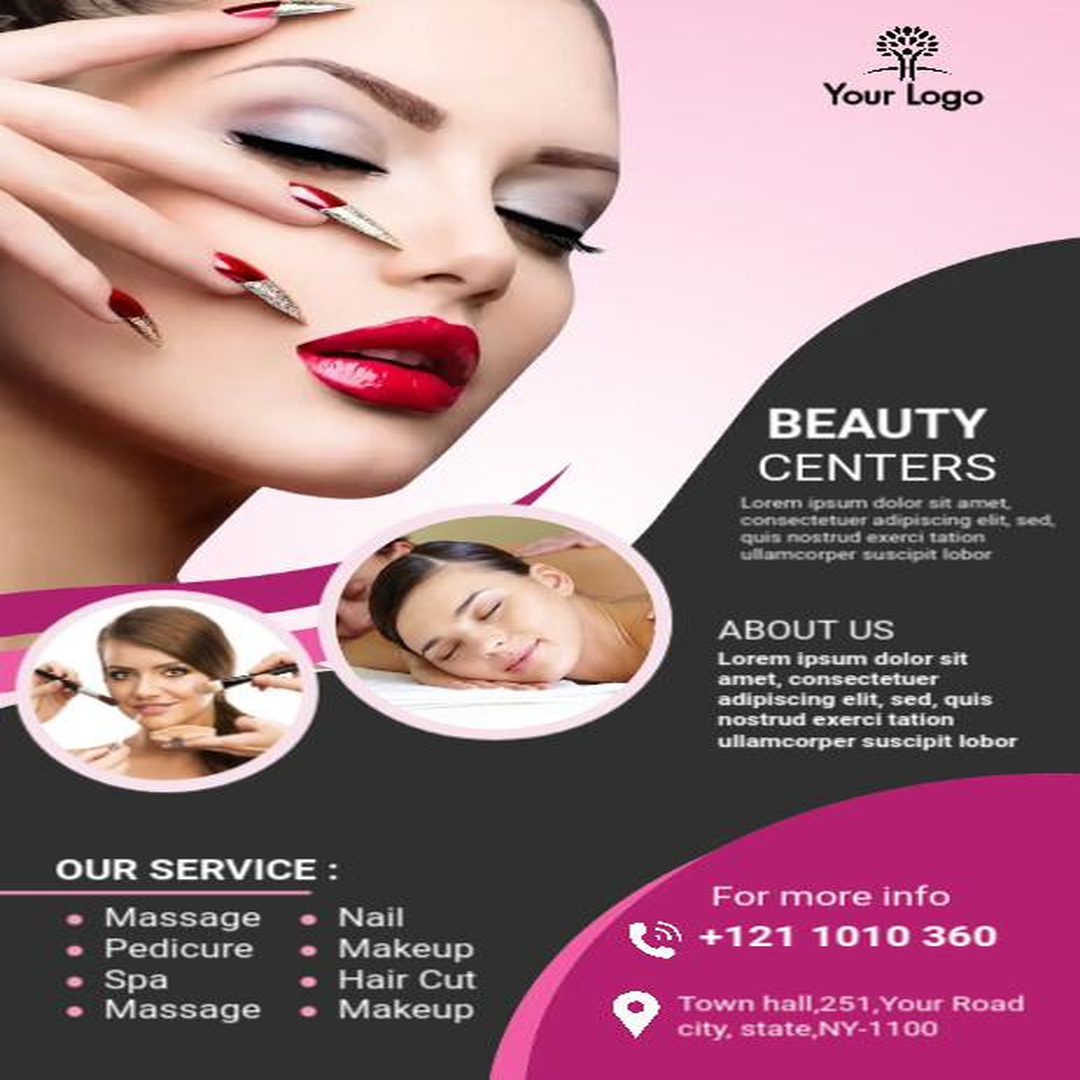 Your Logo
BEAUTY
CENTERS
Lorem ipsum dolor sit amet,
consectetuer adipiscing elit, sed,
quis nostrud exerci tation
ullamcorper suscipit lobor
ABOUT US
Lorem ipsum dolor sit
amet, consectetuer
adipiscing elit, sed, quis
nostrud exerci tation
ullamcorper suscipit lobor
OUR SERVICE :
Massage
Pedicure
Spa
Massage
Nail
Makeup
Hair Cut
Makeup
For more info
+121 1010 360
Town hall,251,Your Road
city, state,NY-1100